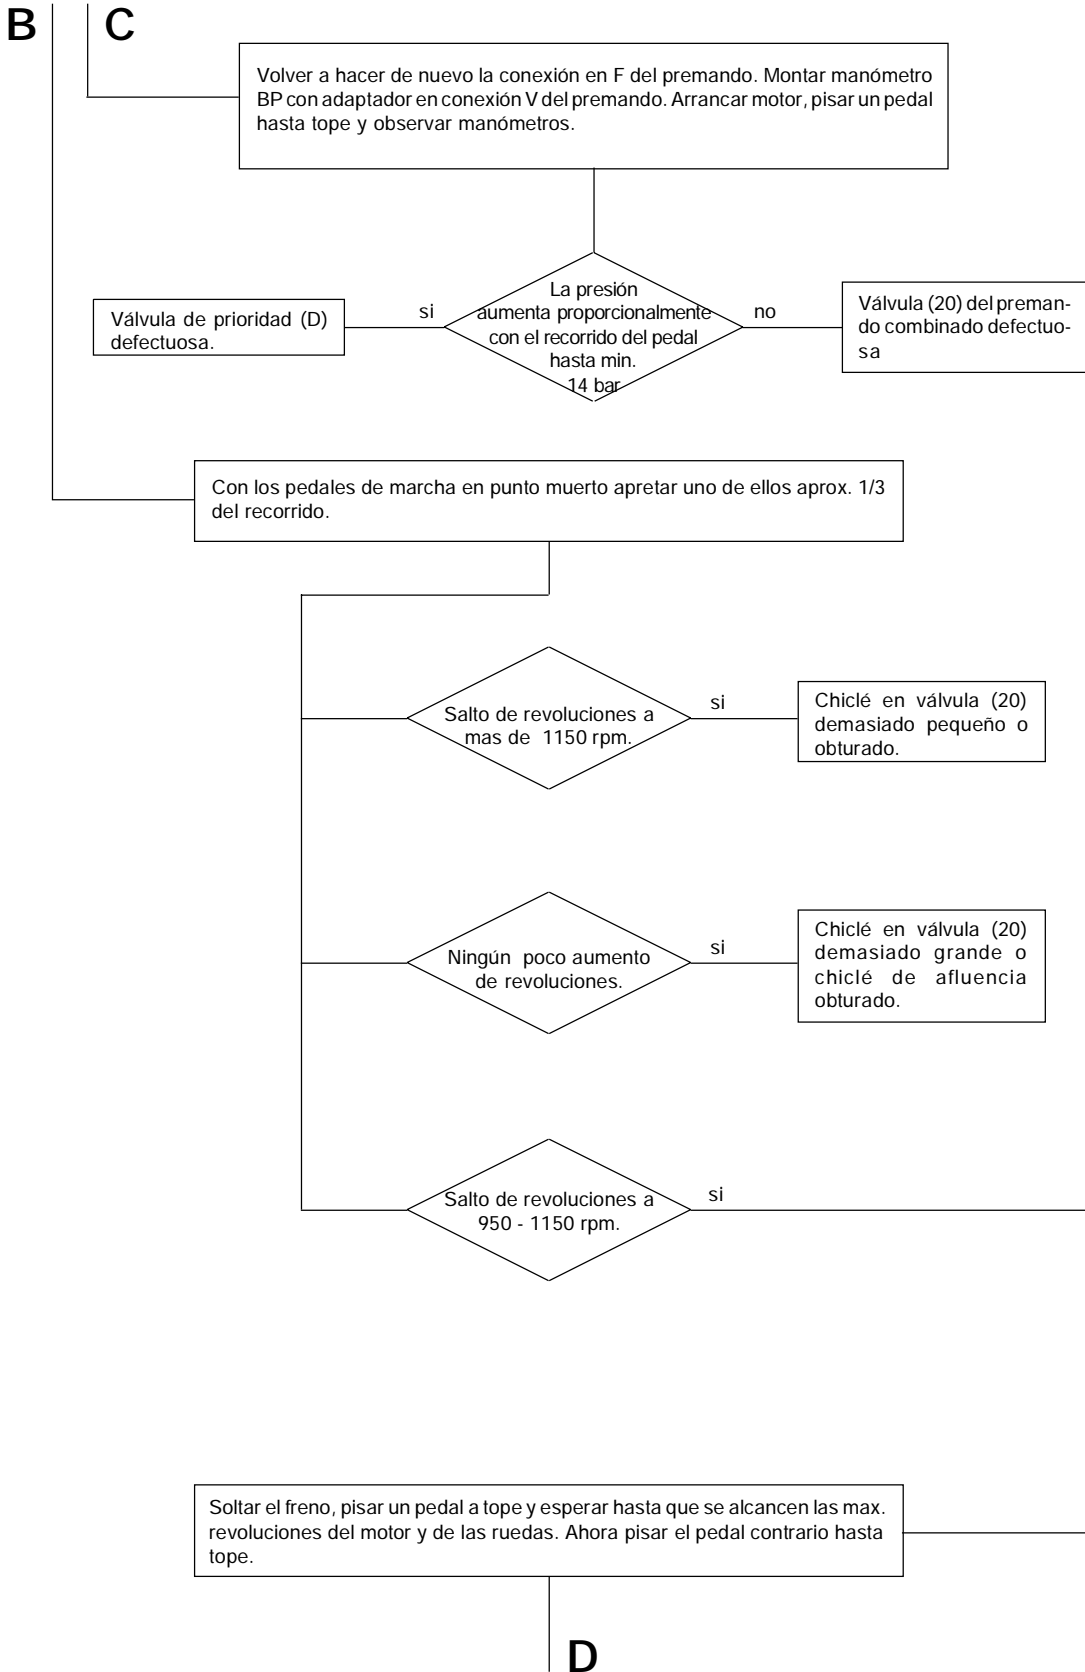 B
C
Volver a hacer de nuevo la conexión en F del premando. Montar manómetro
BP con adaptador en conexión V del premando. Arrancar motor, pisar un pedal
hasta tope y observar manómetros.
Válvula de prioridad (D)
defectuosa.
si
La presión
aumenta proporcionalmente
con el recorrido del pedal
hasta min.
14 bar
no
Válvula (20) del preman-
do combinado defectuo-
sa
Con los pedales de marcha en punto muerto apretar uno de ellos aprox. 1/3
del recorrido.
Salto de revoluciones a
mas de 1150 rpm.
si
Chiclé en válvula (20)
demasiado pequeño o
obturado.
Ningún poco aumento
de revoluciones.
si
Chiclé en válvula (20)
demasiado grande o
chiclé de afluencia
obturado.
Salto de revoluciones a
950 - 1150 rpm.
si
Soltar el freno, pisar un pedal a tope y esperar hasta que se alcancen las max.
revoluciones del motor y de las ruedas. Ahora pisar el pedal contrario hasta
tope.
D